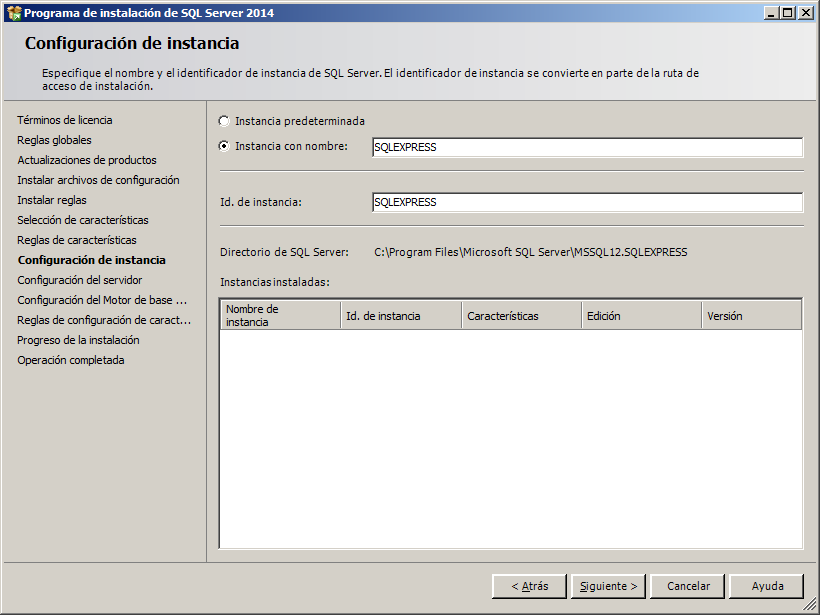 Programa de instalación de SQL Server 2014
Configuración de instancia
Especifique el nombre y el identificador de instancia de SQL Server. El identificador de instancia se convierte en parte de la ruta de
acceso de instalación.
Términos de licencia
Reglas globales
Actualizaciones de productos
Instalar archivos de configuración
Instalar reglas
Selección de características
Reglas de características
Configuración de instancia
Configuración del servidor
Configuración del Motor de base ...
Reglas de configuración de caract...
Progreso de la instalación
Operación completada
Instancia predeterminada
Instancia con nombre: SQLEXPRESS
Id. de instancia: SQLEXPRESS
Directorio de SQL Server: C:\Program Files\Microsoft SQL Server\MSSQL12.SQLEXPRESS
Instancias instaladas:
Nombre de
instancia
Id. de instancia
Características
Edición
Versión
< Atrás
Siguiente >
Cancelar
Ayuda